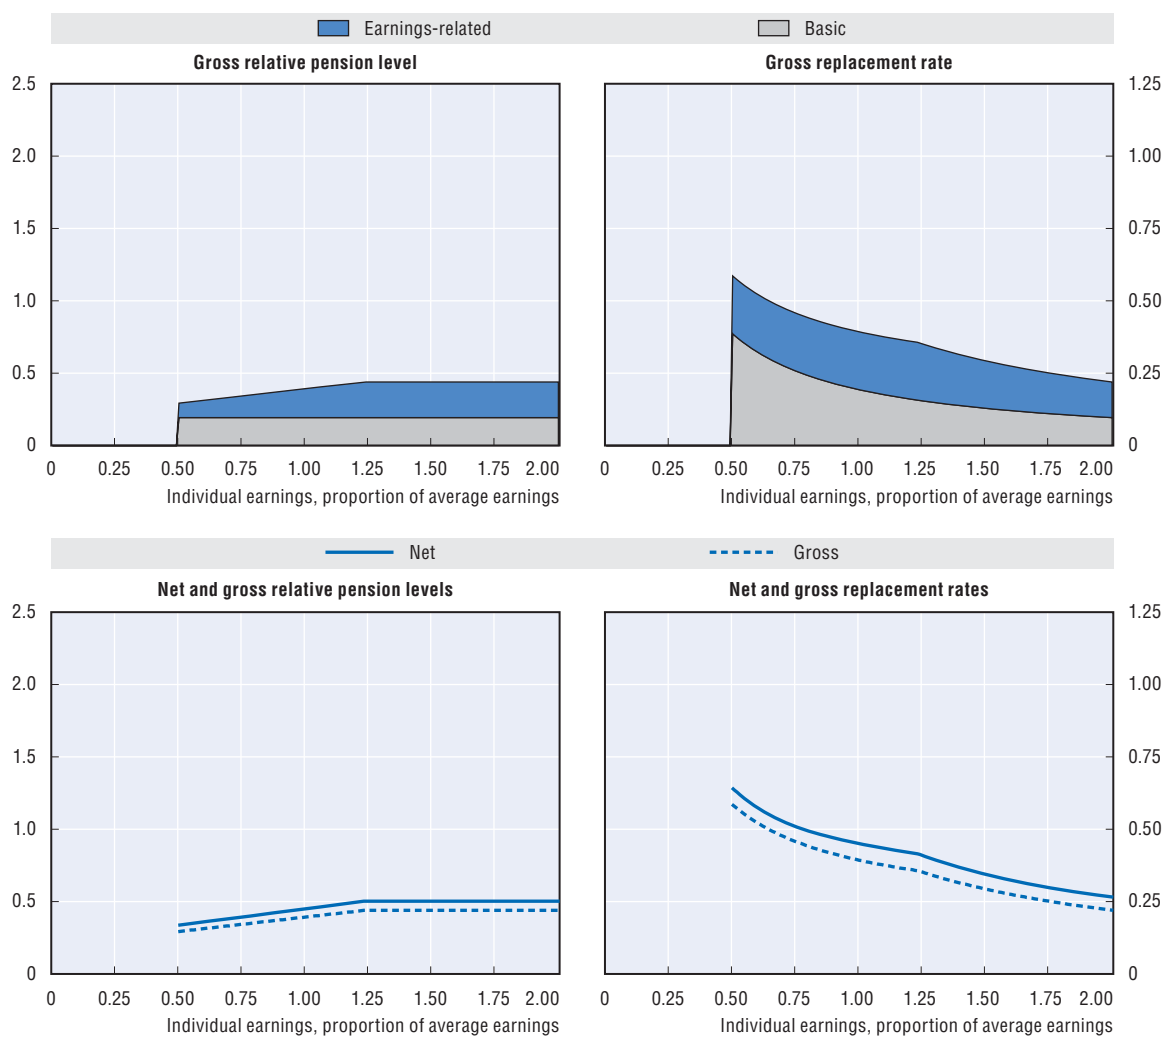 Earnings-related Basic
Gross relative pension level Gross replacement rate
2.5 1.25
2.0 1.00
1.5 0.75
1.0 0.50
0.5 0.25
0 0
0 0.25 0.50 0.75 1.00 1.25 1.50 1.75 2.00 0 0.25 0.50 0.75 1.00 1.25 1.50 1.75 2.00
Individual earnings, proportion of average earnings Individual earnings, proportion of average earnings
Net Gross
Net and gross relative pension levels Net and gross replacement rates
2.5 1.25
2.0 1.00
1.5 0.75
1.0 0.50
0.5 0.25
0 0
0 0.25 0.50 0.75 1.00 1.25 1.50 1.75 2.00 0 0.25 0.50 0.75 1.00 1.25 1.50 1.75 2.00
Individual earnings, proportion of average earnings Individual earnings, proportion of average earnings